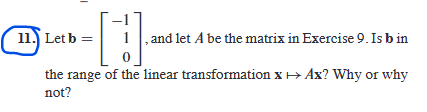 11. Let b = [-1 1 0], and let A be the matrix in Exercise 9. Is b in
the range of the linear transformation x ↦ Ax? Why or why
not?